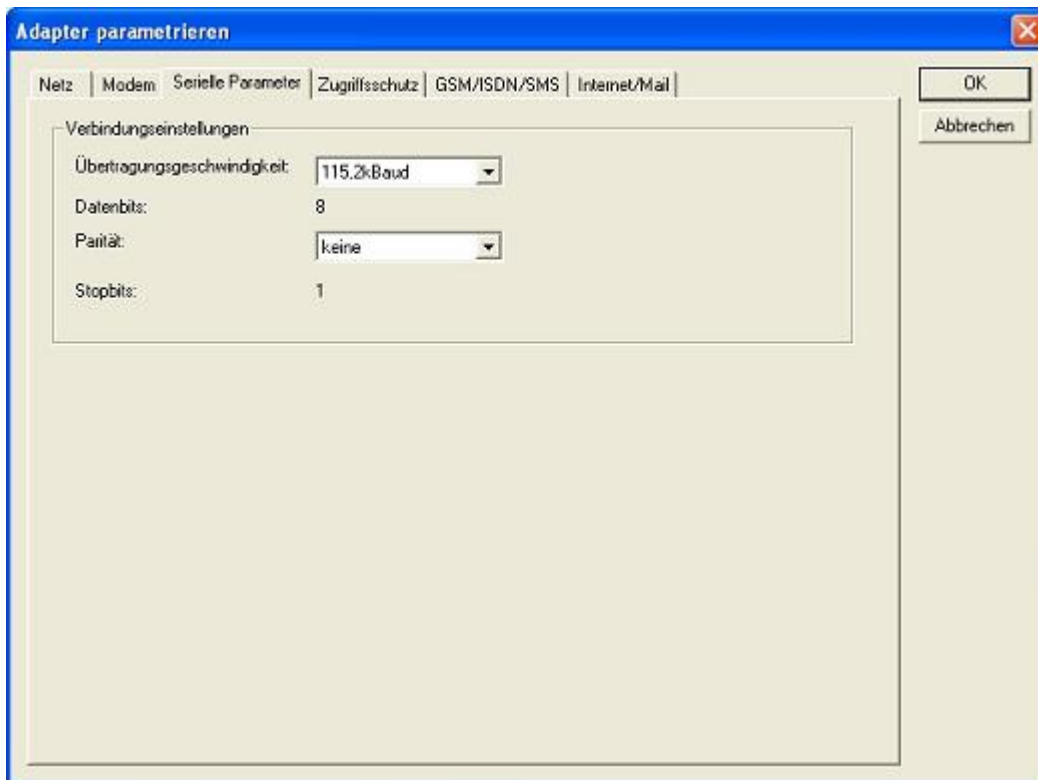 Adapter parametrieren
Netz Modem Serielle Parameter Zugriffsschutz GSM/ISDN/SMS Internet/Mail
OK
Abbrechen
Verbindungseinstellungen
Übertragungsgeschwindigkeit: 115,2kBaud
Datenbits: 8
Parität: keine
Stopbits: 1